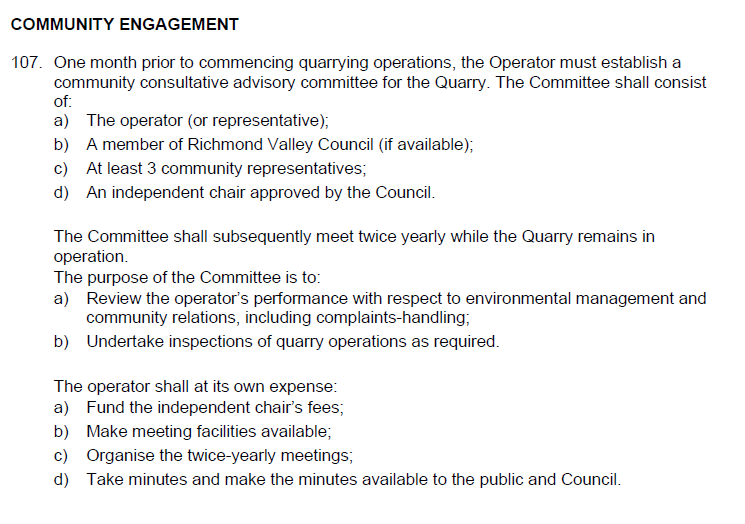 COMMUNITY ENGAGEMENT
107. One month prior to commencing quarrying operations, the Operator must establish a
community consultative advisory committee for the Quarry. The Committee shall consist
of:
a) The operator (or representative);
b) A member of Richmond Valley Council (if available);
c) At least 3 community representatives;
d) An independent chair approved by the Council.
The Committee shall subsequently meet twice yearly while the Quarry remains in
operation.
The purpose of the Committee is to:
a) Review the operator's performance with respect to environmental management and
community relations, including complaints-handling;
b) Undertake inspections of quarry operations as required.
The operator shall at its own expense:
a) Fund the independent chair's fees;
b) Make meeting facilities available;
c) Organise the twice-yearly meetings;
d) Take minutes and make the minutes available to the public and Council.